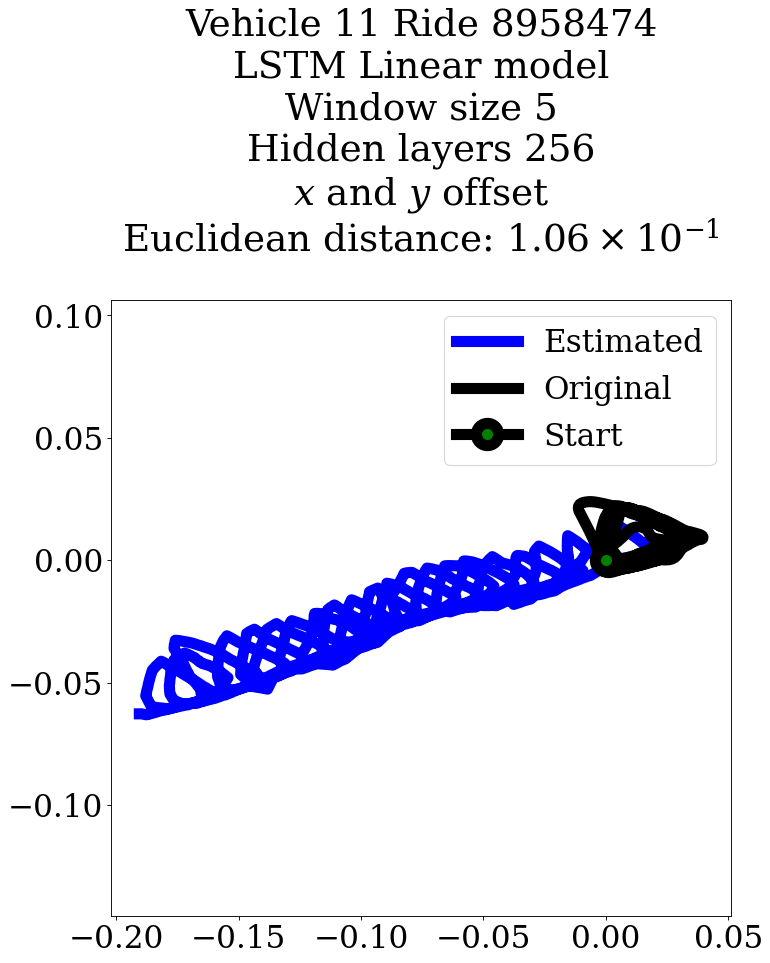 Vehicle 11 Ride 8958474
LSTM Linear model
Window size 5
Hidden layers 256
x and y offset
Euclidean distance: 1.06 × 10⁻¹
Estimated
Original
Start
0.10
0.05
0.00
−0.05
−0.10
−0.20 −0.15 −0.10 −0.05 0.00 0.05